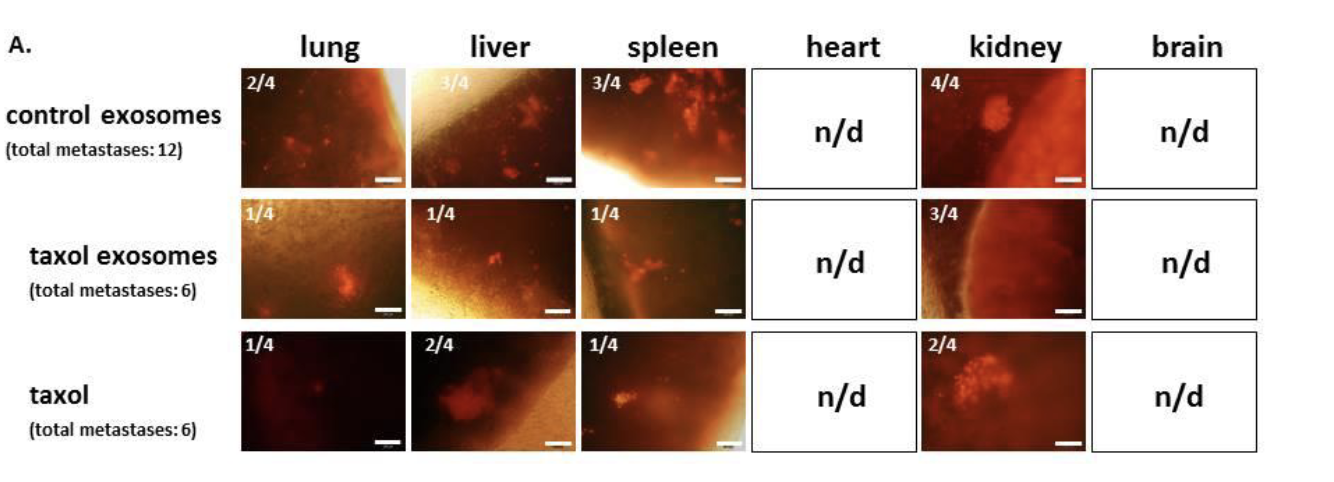 A.
lung liver spleen heart kidney brain
control exosomes
(total metastases: 12)
2/4 3/4 3/4 n/d 4/4 n/d
taxol exosomes
(total metastases: 6)
1/4 1/4 1/4 n/d 3/4 n/d
taxol
(total metastases: 6)
1/4 2/4 1/4 n/d 2/4 n/d